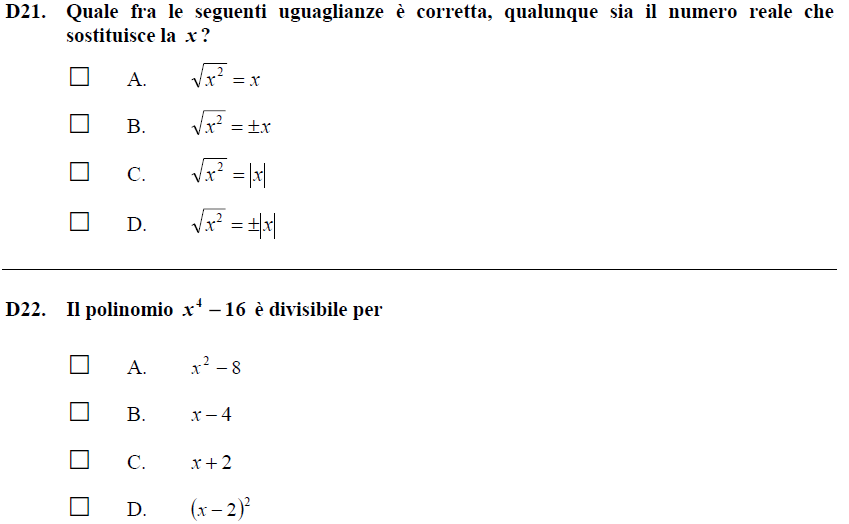 D21. Quale fra le seguenti uguaglianze è corretta, qualunque sia il numero reale che
sostituisce la x ?
A. √x² = x
B. √x² = ±x
C. √x² = |x|
D. √x² = ±|x|
D22. Il polinomio x⁴ − 16 è divisibile per
A. x² − 8
B. x − 4
C. x + 2
D. (x − 2)²